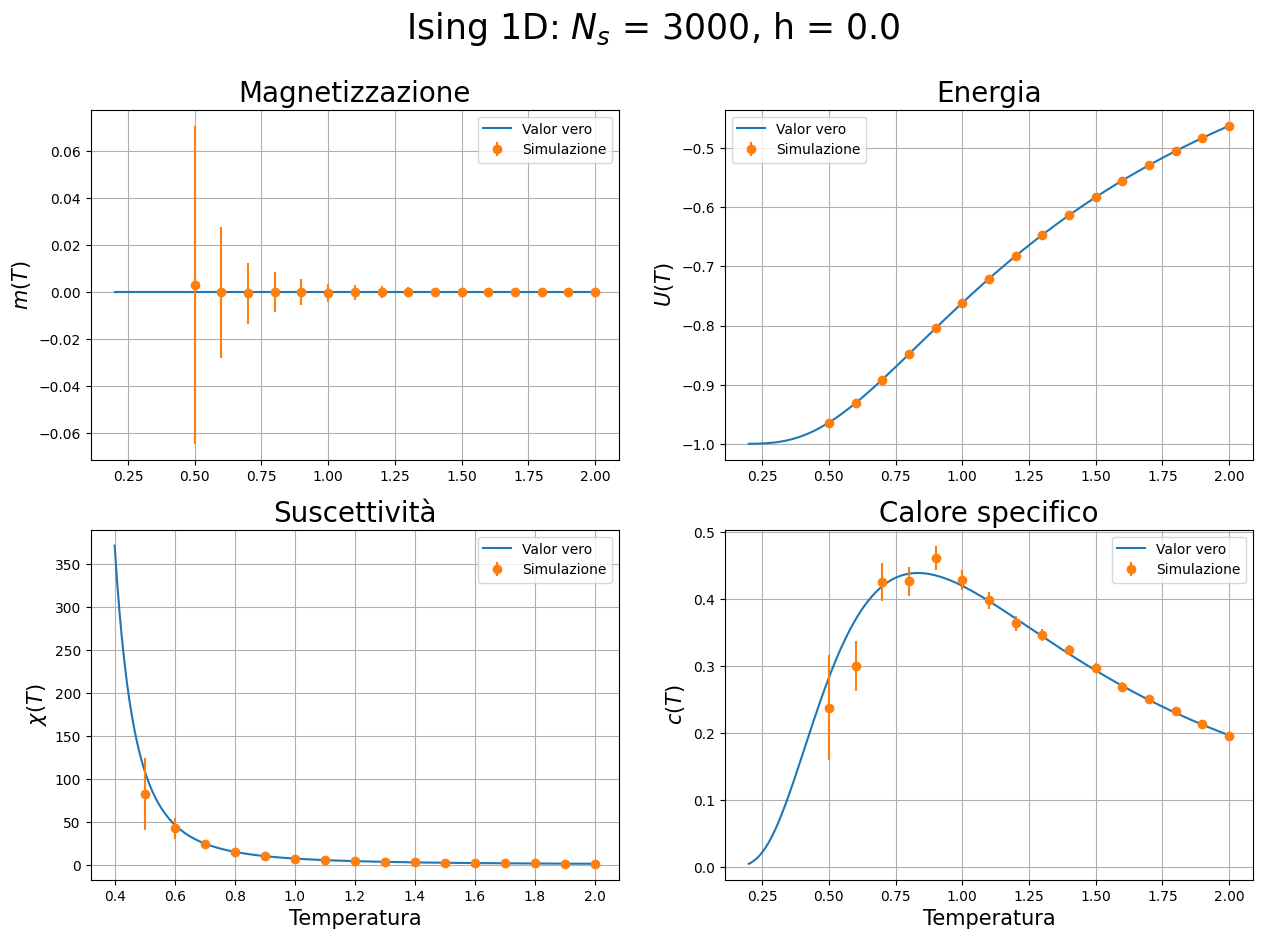 Ising 1D: N_s = 3000, h = 0.0
Magnetizzazione
m(T)
0.06
0.04
0.02
0.00
−0.02
−0.04
−0.06
0.25 0.50 0.75 1.00 1.25 1.50 1.75 2.00
Valor vero
Simulazione
Energia
U(T)
−0.5
−0.6
−0.7
−0.8
−0.9
−1.0
0.25 0.50 0.75 1.00 1.25 1.50 1.75 2.00
Valor vero
Simulazione
Suscettività
χ(T)
350
300
250
200
150
100
50
0
0.4 0.6 0.8 1.0 1.2 1.4 1.6 1.8 2.0
Temperatura
Valor vero
Simulazione
Calore specifico
c(T)
0.5
0.4
0.3
0.2
0.1
0.0
0.25 0.50 0.75 1.00 1.25 1.50 1.75 2.00
Temperatura
Valor vero
Simulazione